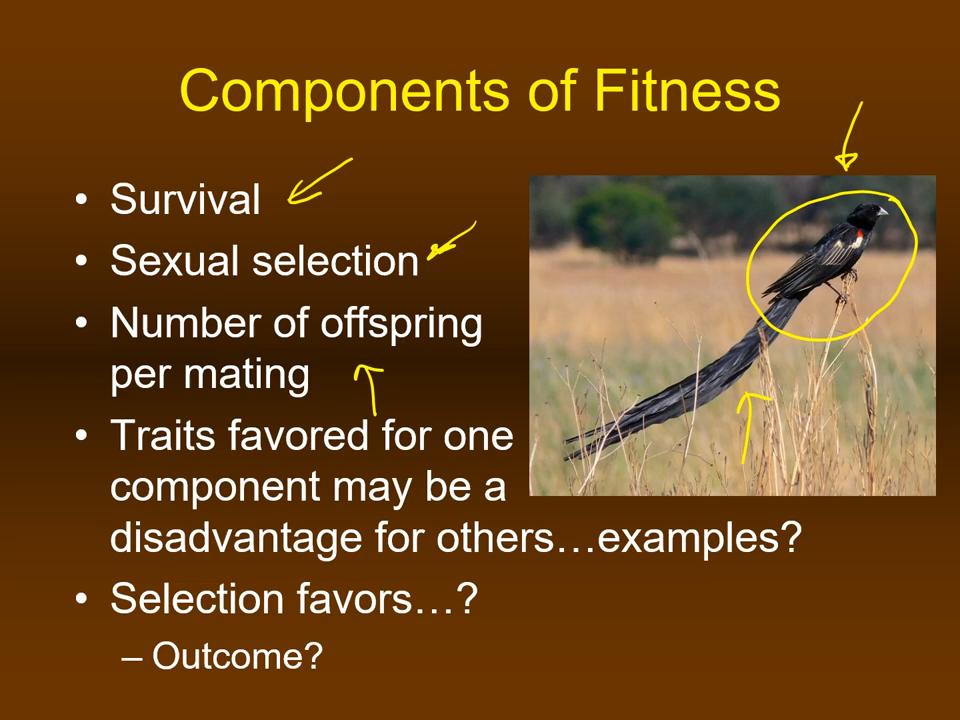 Components of Fitness
• Survival
• Sexual selection
• Number of offspring
per mating
• Traits favored for one
component may be a
disadvantage for others…examples?
• Selection favors…?
– Outcome?